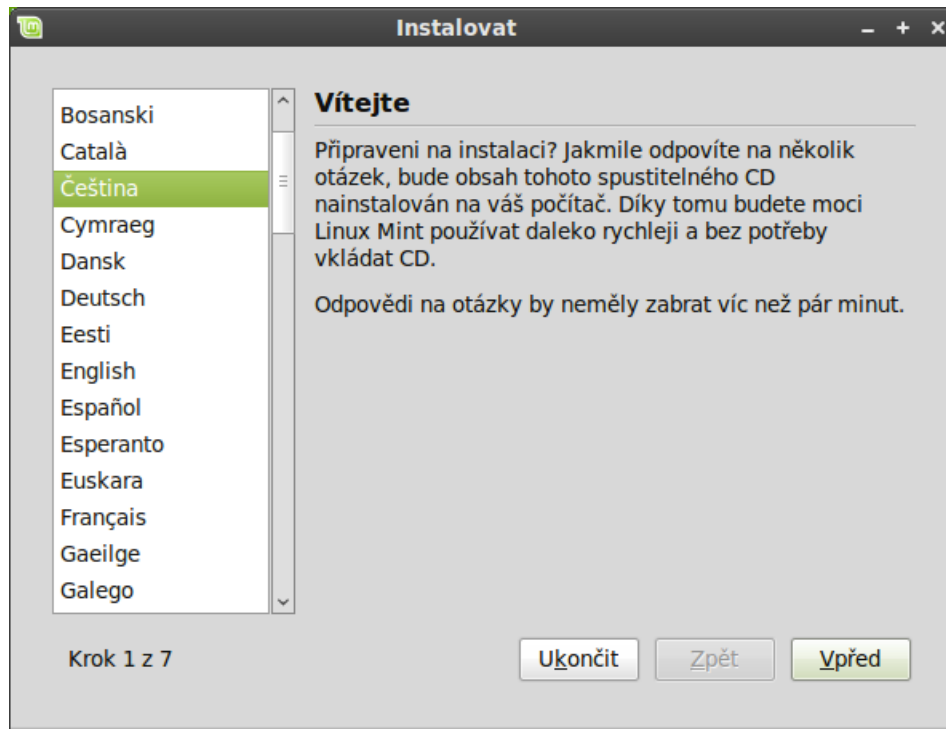 Instalovat
Bosanski
Català
Čeština
Cymraeg
Dansk
Deutsch
Eesti
English
Español
Esperanto
Euskara
Français
Gaeilge
Galego
Vítejte
Připraveni na instalaci? Jakmile odpovíte na několik
otázek, bude obsah tohoto spustitelného CD
nainstalován na váš počítač. Díky tomu budete moci
Linux Mint používat daleko rychleji a bez potřeby
vkládat CD.
Odpovědi na otázky by neměly zabrat víc než pár minut.
Krok 1 z 7
Ukončit
Zpět
Vpřed